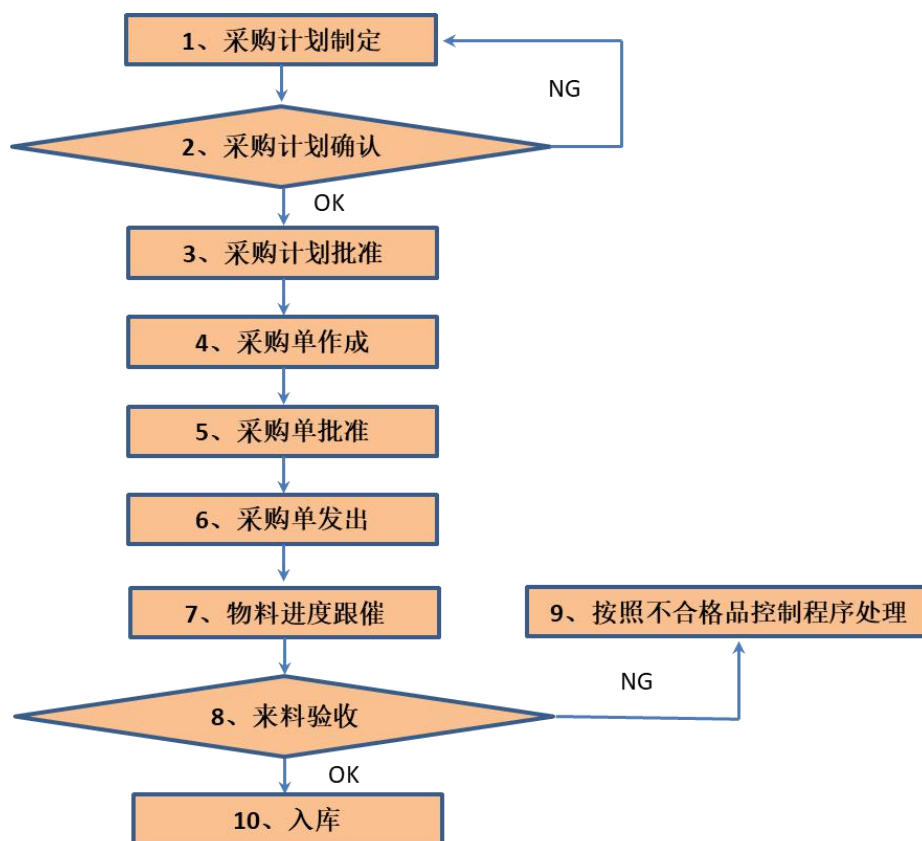 1、采购计划制定
NG
2、采购计划确认
OK
3、采购计划批准
4、采购单作成
5、采购单批准
6、采购单发出
7、物料进度跟催
9、按照不合格品控制程序处理
NG
8、来料验收
OK
10、入库